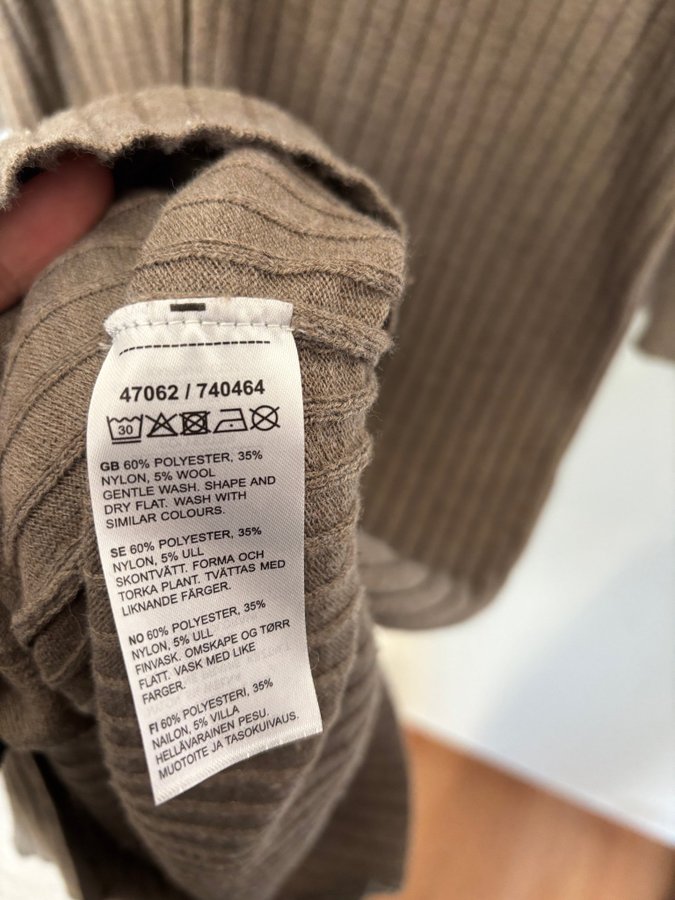 47062 / 740464
30
GB 60% POLYESTER, 35%
NYLON, 5% WOOL
GENTLE WASH. SHAPE AND
DRY FLAT. WASH WITH
SIMILAR COLOURS.
SE 60% POLYESTER, 35%
NYLON, 5% ULL
SKONTVÄTT. FORMA OCH
TORKA PLANT. TVÄTTAS MED
LIKNANDE FÄRGER.
NO 60% POLYESTER, 35%
NYLON, 5% ULL
FINVASK. OMSKAPE OG TØRR
FLATT. VASK MED LIKE
FARGER.
FI 60% POLYESTERI, 35%
NAILON, 5% VILLA
HELLÄVARAINEN PESU.
MUOTOITE JA TASOKUIVAUS.